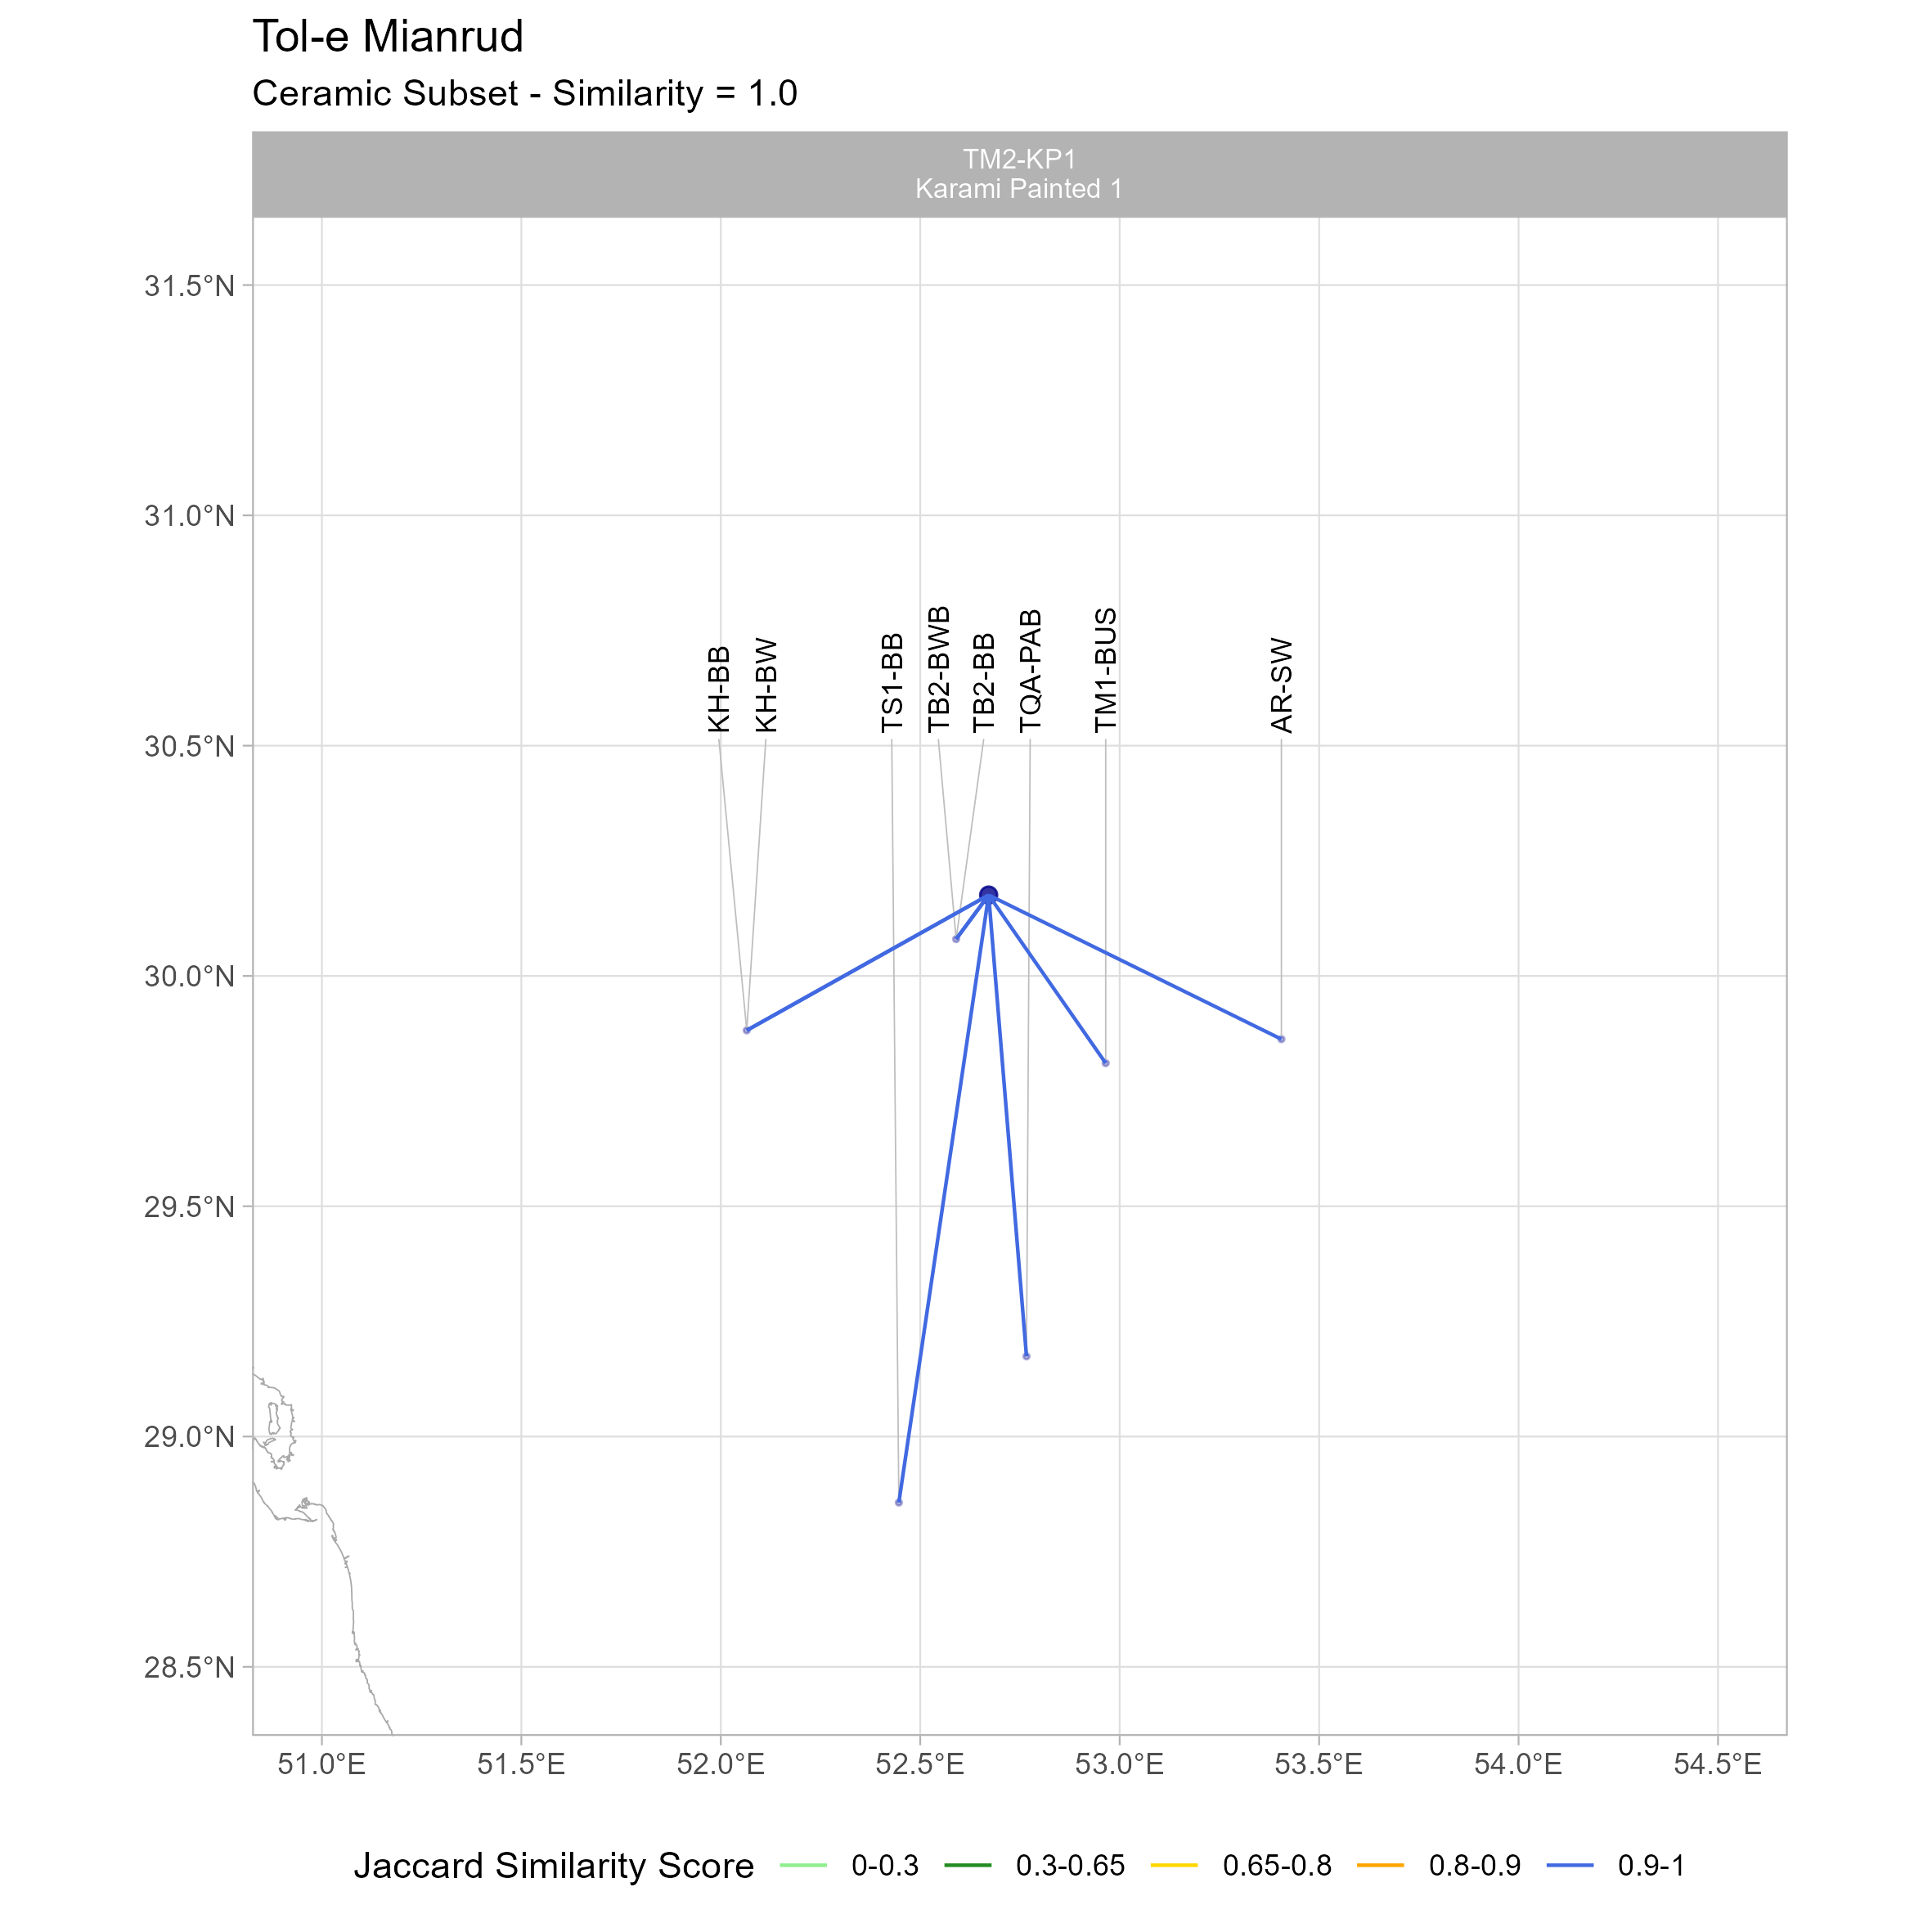 Tol-e Mianrud
Ceramic Subset - Similarity = 1.0
TM2-KP1
Karami Painted 1
31.5°N
31.0°N
30.5°N
30.0°N
29.5°N
29.0°N
28.5°N
KH-BB
KH-BW
TS1-BB
TB2-BWB
TB2-BB
TQA-PAB
TM1-BUS
AR-SW
51.0°E 51.5°E 52.0°E 52.5°E 53.0°E 53.5°E 54.0°E 54.5°E
Jaccard Similarity Score 0-0.3 0.3-0.65 0.65-0.8 0.8-0.9 0.9-1